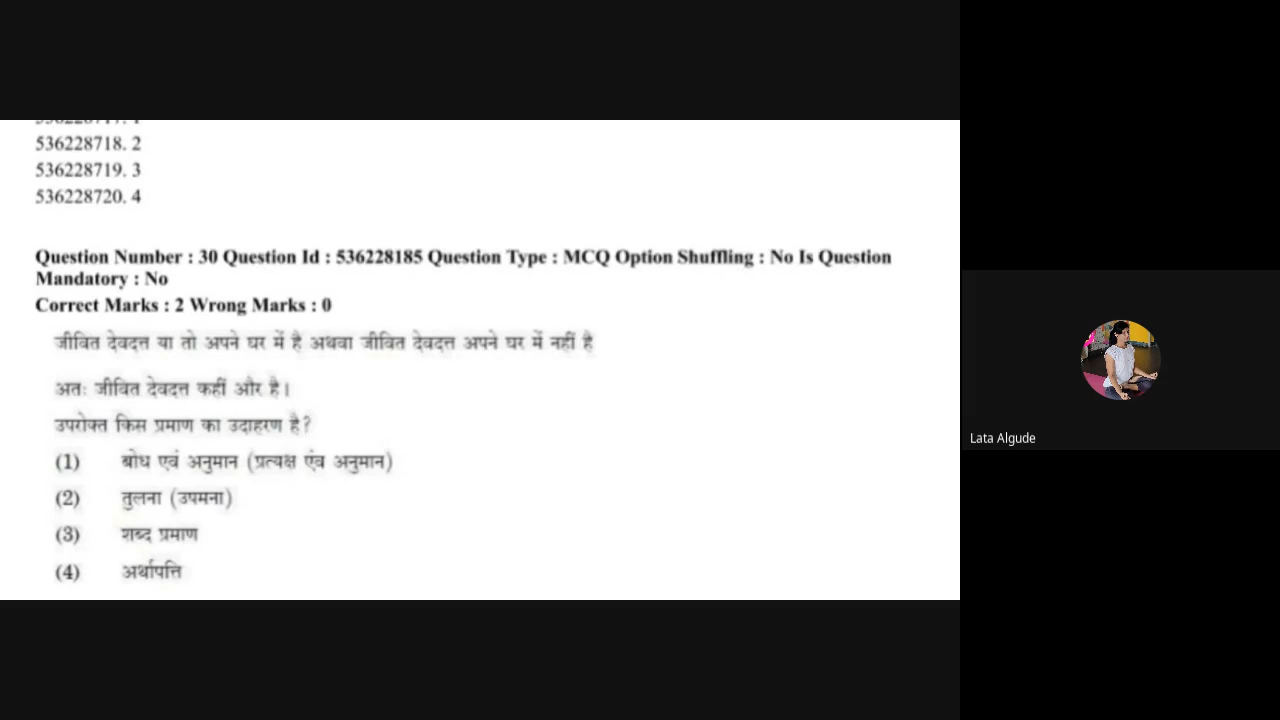 536228718. 2
536228719. 3
536228720. 4
Question Number : 30 Question Id : 536228185 Question Type : MCQ Option Shuffling : No Is Question
Mandatory : No
Correct Marks : 2 Wrong Marks : 0
जीवित देवदत्त या तो अपने घर में है अथवा जीवित देवदत्त अपने घर में नहीं है
अतः जीवित देवदत्त कहीं और है।
उपरोक्त किस प्रमाण का उदाहरण है?
(1) बोध एवं अनुमान (प्रत्यक्ष एंव अनुमान)
(2) तुलना (उपमना)
(3) शब्द प्रमाण
(4) अर्थापत्ति
Lata Algude